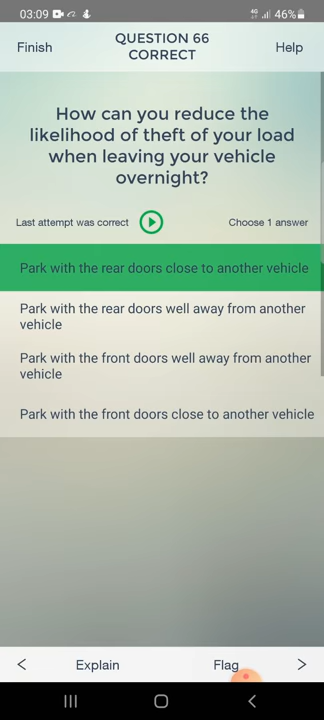 03:09 4G 46%
Finish
QUESTION 66
CORRECT
Help
How can you reduce the
likelihood of theft of your load
when leaving your vehicle
overnight?
Last attempt was correct
Choose 1 answer
Park with the rear doors close to another vehicle
Park with the rear doors well away from another
vehicle
Park with the front doors well away from another
vehicle
Park with the front doors close to another vehicle
Explain
Flag